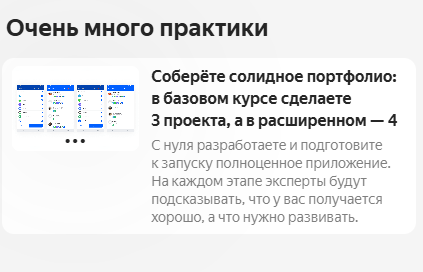 Очень много практики
Соберёте солидное портфолио:
в базовом курсе сделаете
3 проекта, а в расширенном — 4
С нуля разработаете и подготовите
к запуску полноценное приложение.
На каждом этапе эксперты будут
подсказывать, что у вас получается
хорошо, а что нужно развивать.